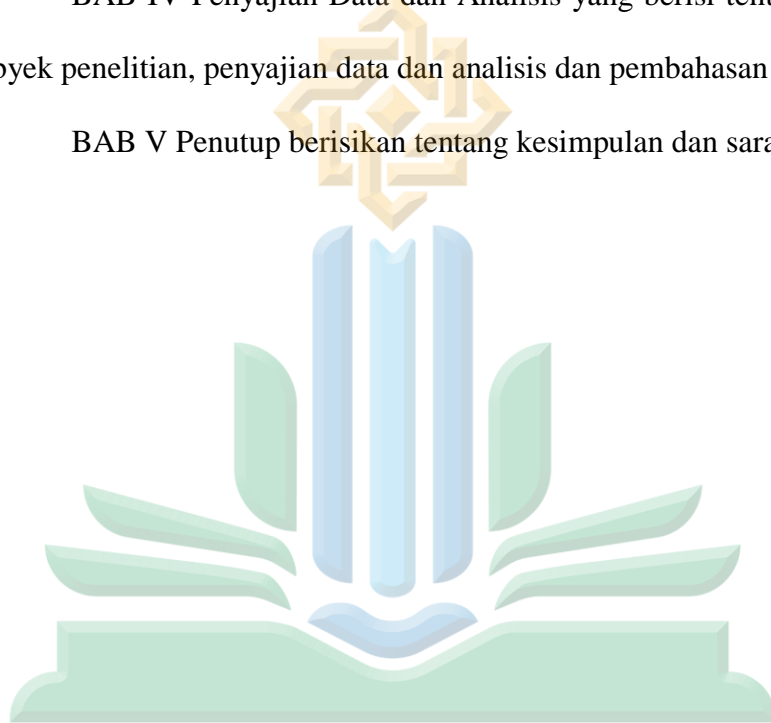 BAB IV Penyajian Data dan Analisis yang berisi
penelitian, penyajian data dan analisis dan pembahasan
BAB V Penutup berisikan tentang kesimpulan dan